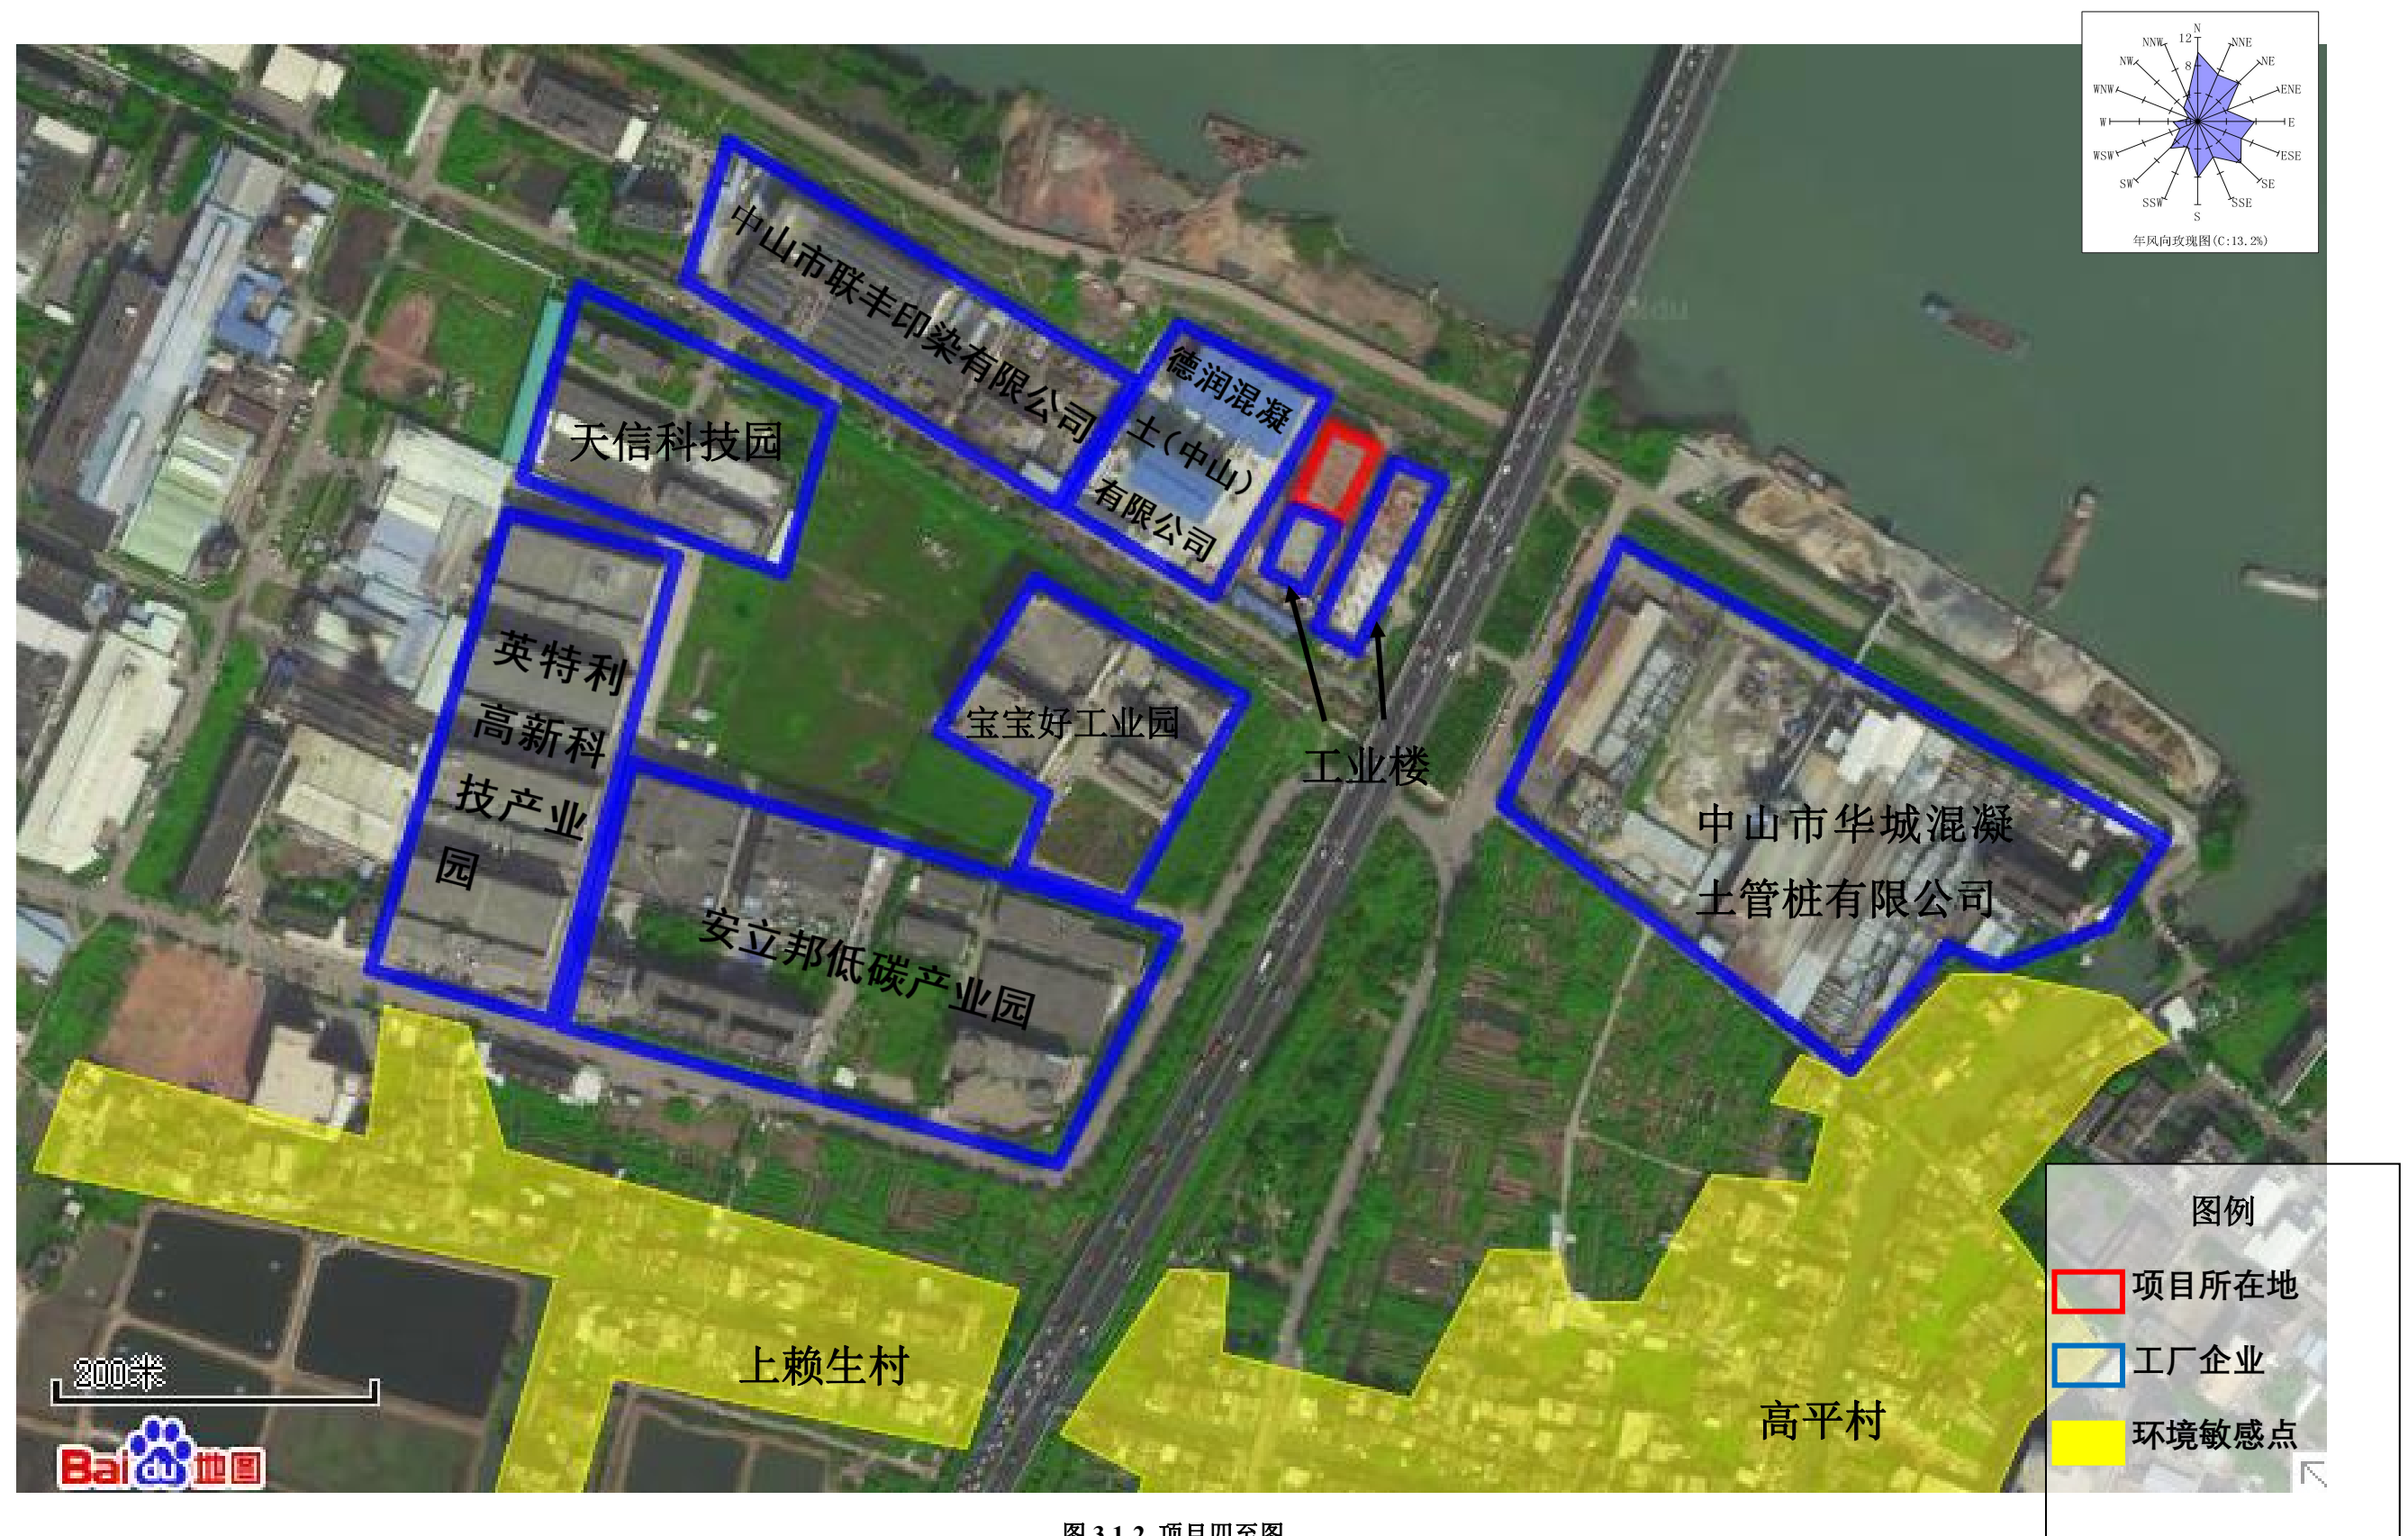 N
12
NNW
NNE
NW
8
NE
WNW
ENE
W
E
WSW
ESE
SW
SE
SSW
SSE
S
年风向玫瑰图(C:13.2%)
中山市联丰印染有限公司
德润混凝
土（中山）
有限公司
天信科技园
英特利
高新科
技产业
园
宝宝好工业园
工业楼
中山市华城混凝
土管桩有限公司
安立邦低碳产业园
上赖生村
高平村
图例
项目所在地
工厂企业
环境敏感点
200米
Bai du 地图
图 3.1-2 项目四至图